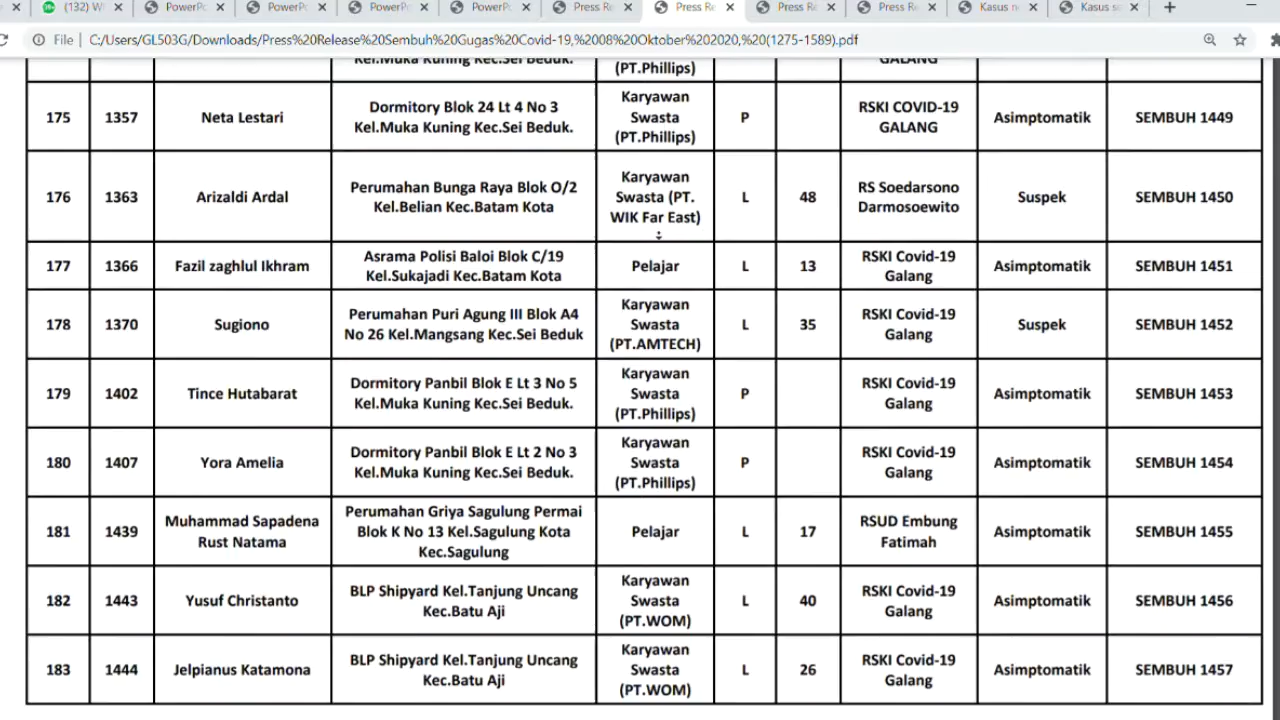 (132) W
PowerPo
PowerPo
PowerPo
PowerPo
Press Re
Press Re
Press Re
Press Re
Kasus
Kasus
File | C:/Users/GL503G/Downloads/Press%20Release%20Sembuh%20Gugas%20Covid-19,%2008%20Oktober%202020,%20(1275-1589).pdf
Kel.Muka Kuning Kec.Sei Beduk.
(PT.Phillips)
GALANG
175
1357
Neta Lestari
Dormitory Blok 24 Lt 4 No 3
Kel.Muka Kuning Kec.Sei Beduk.
Karyawan
Swasta
(PT.Phillips)
P
RSKI COVID-19
GALANG
Asimptomatik
SEMBUH 1449
176
1363
Arizaldi Ardal
Perumahan Bunga Raya Blok O/2
Kel.Belian Kec.Batam Kota
Karyawan
Swasta (PT.
WIK Far East)
L
48
RS Soedarsono
Darmosoewito
Suspek
SEMBUH 1450
177
1366
Fazil zaghlul Ikhram
Asrama Polisi Baloi Blok C/19
Kel.Sukajadi Kec.Batam Kota
Pelajar
L
13
RSKI Covid-19
Galang
Asimptomatik
SEMBUH 1451
178
1370
Sugiono
Perumahan Puri Agung III Blok A4
No 26 Kel.Mangsang Kec.Sei Beduk
Karyawan
Swasta
(PT.AMTECH)
L
35
RSKI Covid-19
Galang
Suspek
SEMBUH 1452
179
1402
Tince Hutabarat
Dormitory Panbil Blok E Lt 3 No 5
Kel.Muka Kuning Kec.Sei Beduk.
Karyawan
Swasta
(PT.Phillips)
P
RSKI Covid-19
Galang
Asimptomatik
SEMBUH 1453
180
1407
Yora Amelia
Dormitory Panbil Blok E Lt 2 No 3
Kel.Muka Kuning Kec.Sei Beduk.
Karyawan
Swasta
(PT.Phillips)
P
RSKI Covid-19
Galang
Asimptomatik
SEMBUH 1454
181
1439
Muhammad Sapadena
Rust Natama
Perumahan Griya Sagulung Permai
Blok K No 13 Kel.Sagulung Kota
Kec.Sagulung
Pelajar
L
17
RSUD Embung
Fatimah
Asimptomatik
SEMBUH 1455
182
1443
Yusuf Christanto
BLP Shipyard Kel.Tanjung Uncang
Kec.Batu Aji
Karyawan
Swasta
(PT.WOM)
L
40
RSKI Covid-19
Galang
Asimptomatik
SEMBUH 1456
183
1444
Jelpianus Katamona
BLP Shipyard Kel.Tanjung Uncang
Kec.Batu Aji
Karyawan
Swasta
(PT.WOM)
L
26
RSKI Covid-19
Galang
Asimptomatik
SEMBUH 1457